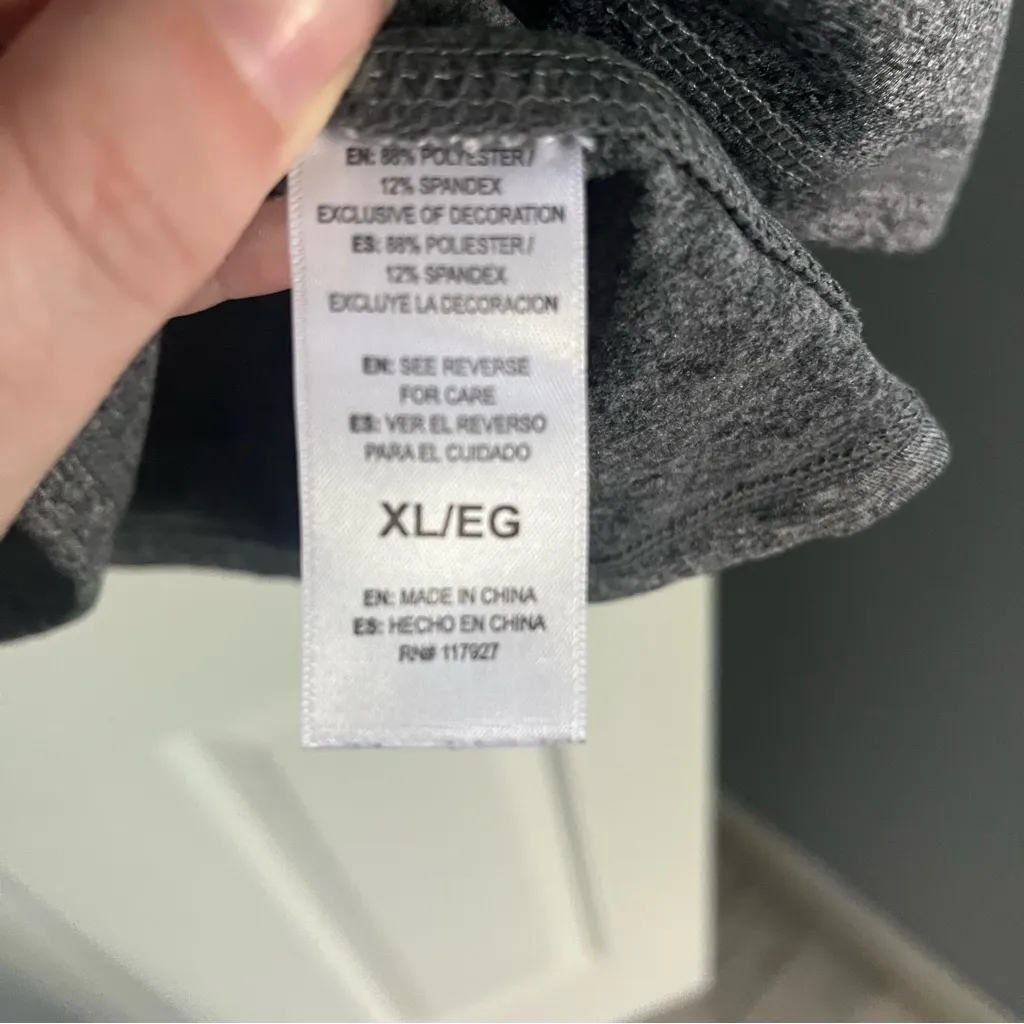 EN: 88% POLYESTER/
12% SPANDEX
EXCLUSIVE OF DECORATION
ES: 88% POLIESTER/
12% SPANDEX
EXCLUYE LA DECORACION
EN: SEE REVERSE
FOR CARE
ES: VER EL REVERSO
PARA EL CUIDADO
XL/EG
EN: MADE IN CHINA
ES: HECHO EN CHINA
RN# 117927